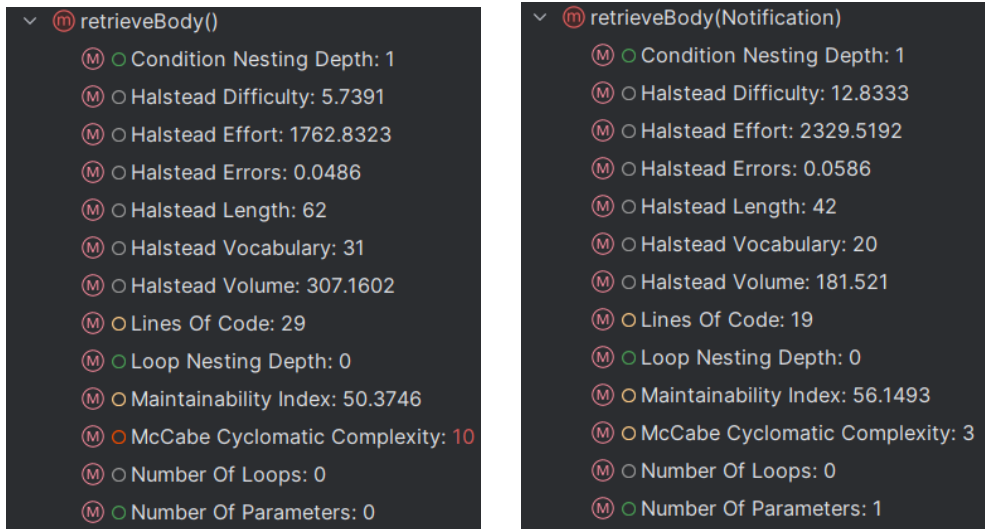 retrieveBody()
Condition Nesting Depth: 1
Halstead Difficulty: 5.7391
Halstead Effort: 1762.8323
Halstead Errors: 0.0486
Halstead Length: 62
Halstead Vocabulary: 31
Halstead Volume: 307.1602
Lines Of Code: 29
Loop Nesting Depth: 0
Maintainability Index: 50.3746
McCabe Cyclomatic Complexity: 10
Number Of Loops: 0
Number Of Parameters: 0
retrieveBody(Notification)
Condition Nesting Depth: 1
Halstead Difficulty: 12.8333
Halstead Effort: 2329.5192
Halstead Errors: 0.0586
Halstead Length: 42
Halstead Vocabulary: 20
Halstead Volume: 181.521
Lines Of Code: 19
Loop Nesting Depth: 0
Maintainability Index: 56.1493
McCabe Cyclomatic Complexity: 3
Number Of Loops: 0
Number Of Parameters: 1